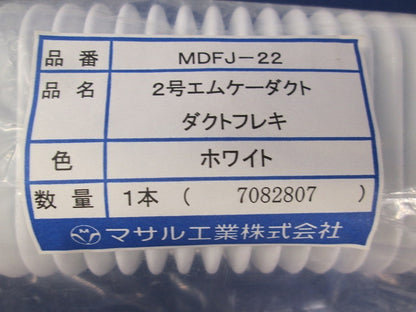 品番 MDFJ-22
品名 2号エムケーダクト
ダクトフレキ
色 ホワイト
数量 1本 ( 7082807 )
M マサル工業株式会社